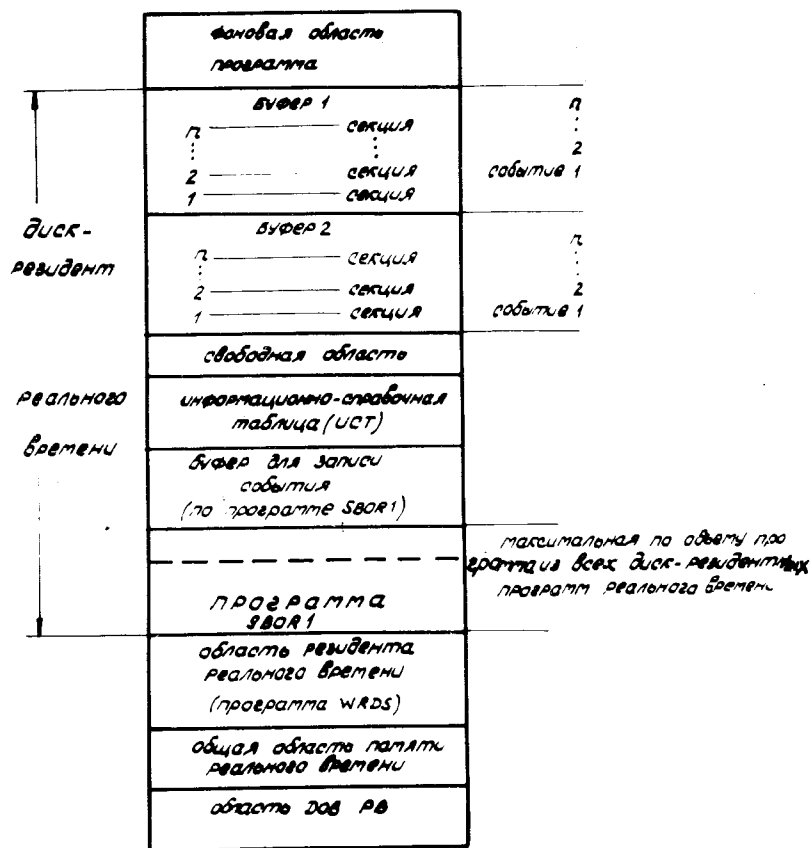 фоновая область
программа
БУФЕР 1
n секция
2 секция
1 секция
n
2
событие 1
диск-
резидент
БУФЕР 2
n секция
2 секция
1 секция
n
2
событие 1
свободная область
реального
времени
информационно-справочная
таблица (ИСТ)
буфер для записи
события
(по программе SBOR1)
максимальная по объему про
грамма из всех диск-резидентных
программ реального времени
программа
SBOR1
область резидента
реального времени
(программа WRDS)
общая область памяти
реального времени
область ДОВ РВ